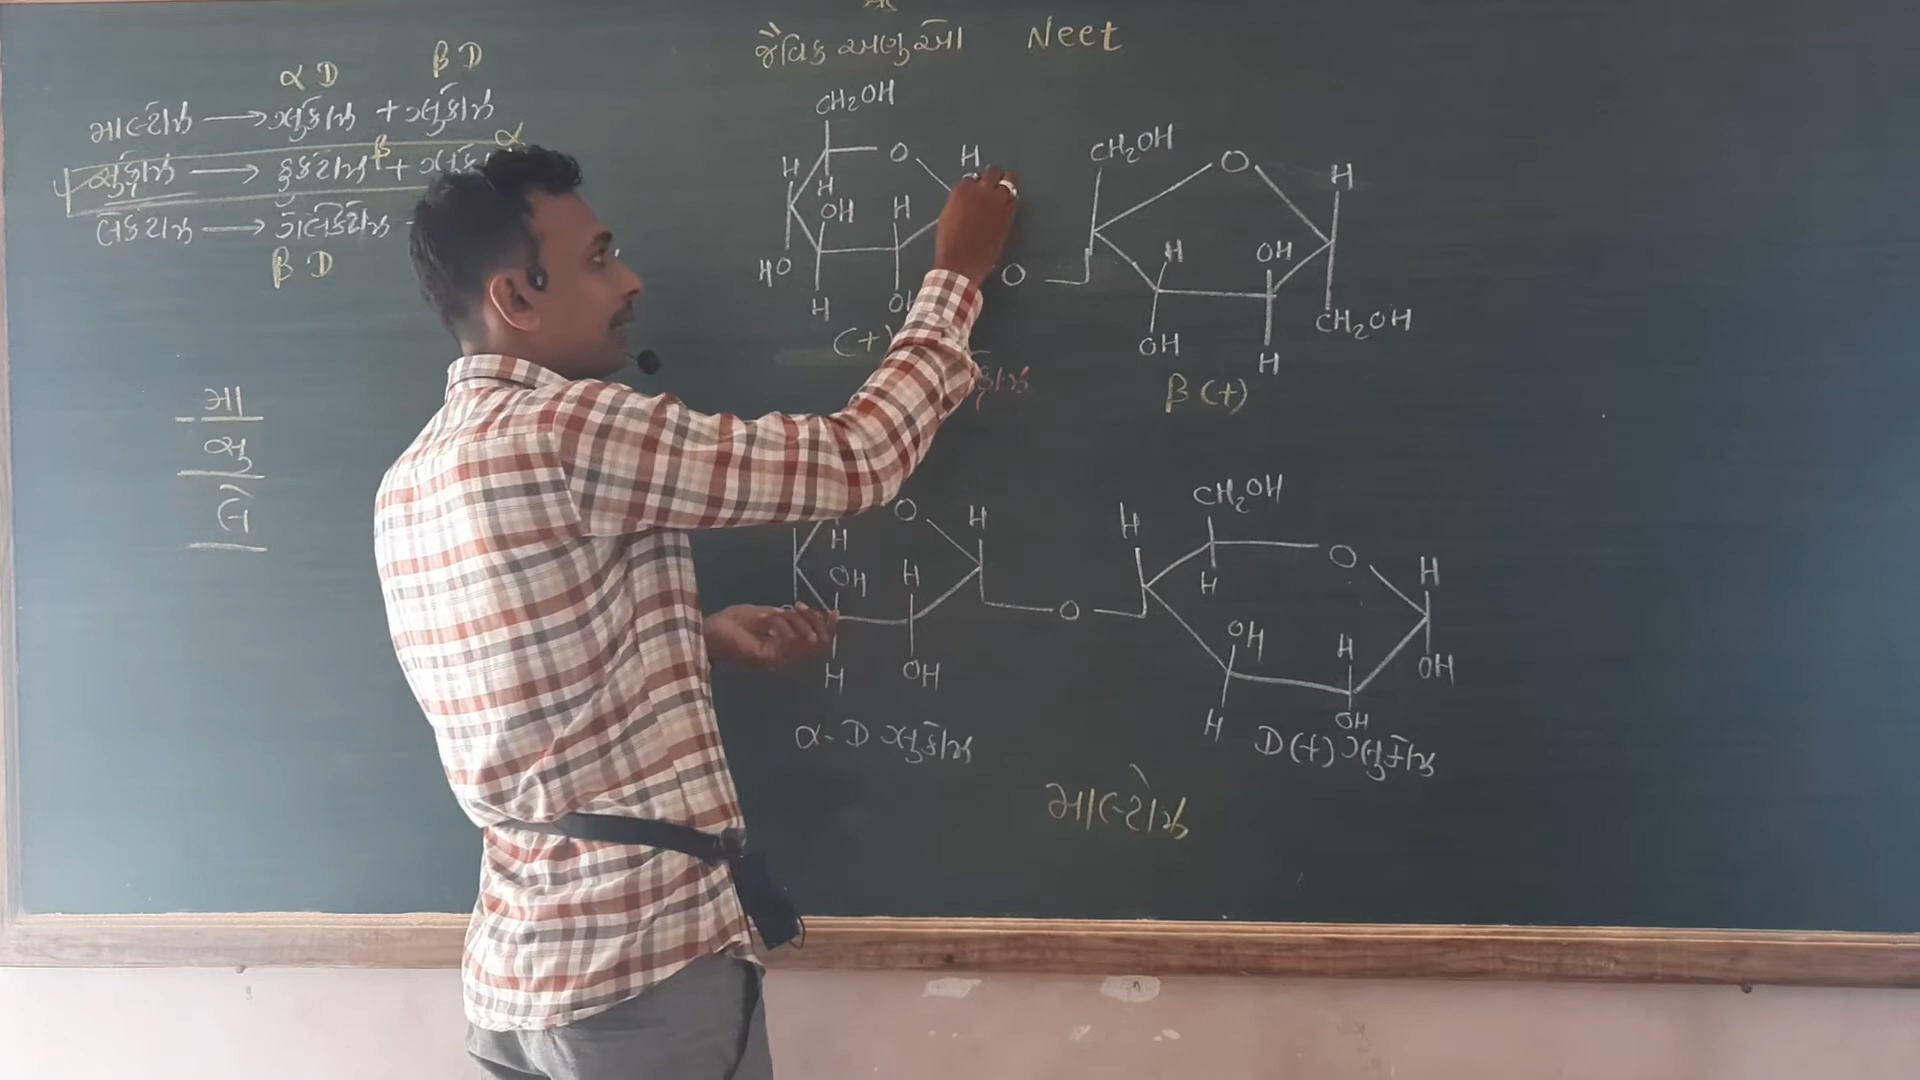 જૈવિક અણુઓ Neet
α D β D
માલ્ટોઝ → ગ્લુકોઝ + ગ્લુકોઝ
સુક્રોઝ → ફ્રુક્ટોઝ β + α
લેક્ટોઝ → ગેલેક્ટોઝ
β D
મા
સુ
લે
CH₂OH
O H
H H
OH H
HO O
H
(+)
CH₂OH O H
H OH
OH H CH₂OH
β (+)
O H
H
OH H O
H OH
α-D ગ્લુકોઝ
CH₂OH
H O H
H
OH H OH
H OH
D(+) ગ્લુકોઝ
માલ્ટોઝ